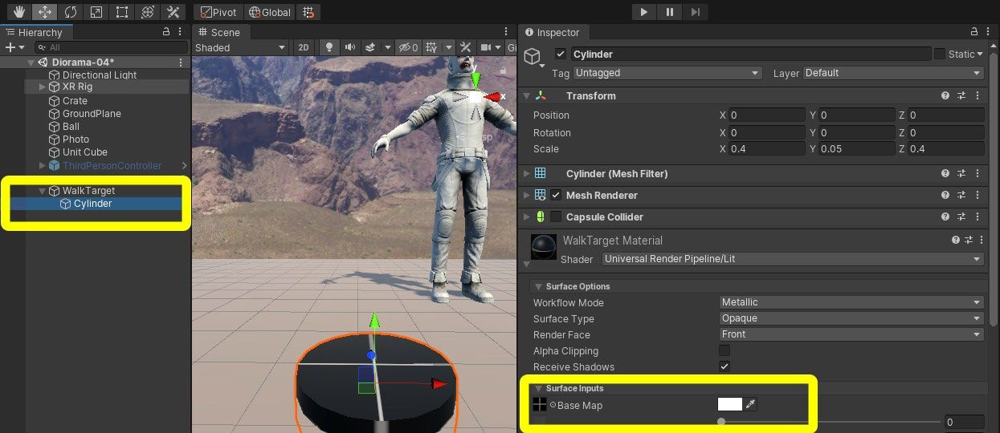 Pivot Global
Hierarchy
All
Diorama-04*
Directional Light
XR Rig
Crate
GroundPlane
Ball
Photo
Unit Cube
ThirdPersonController
WalkTarget
Cylinder
Scene
Shaded 2D 0 Gi
y
x
sp
Inspector
Cylinder Static
Tag Untagged Layer Default
Transform
Position X 0 Y 0 Z 0
Rotation X 0 Y 0 Z 0
Scale X 0.4 Y 0.05 Z 0.4
Cylinder (Mesh Filter)
Mesh Renderer
Capsule Collider
WalkTarget Material
Shader Universal Render Pipeline/Lit
Surface Options
Workflow Mode Metallic
Surface Type Opaque
Render Face Front
Alpha Clipping
Receive Shadows
Surface Inputs
Base Map
0